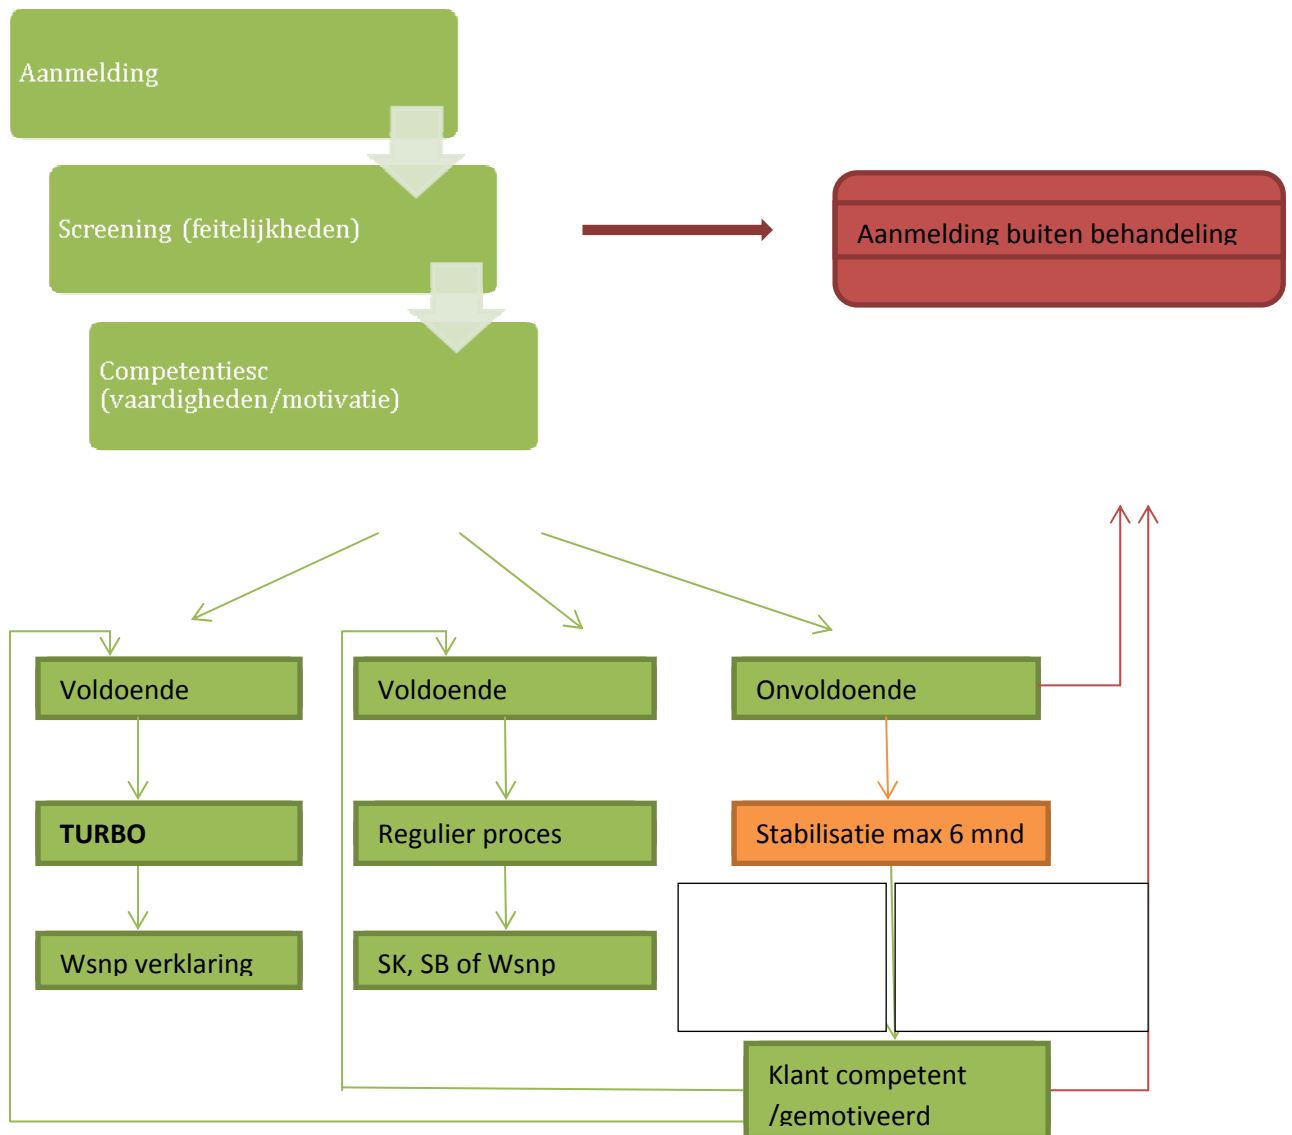 Aanmelding
Screening (feitelijkheden)
Aanmelding buiten behandeling
Competentiesc
(vaardigheden/motivatie)
Voldoende
Voldoende
Onvoldoende
TURBO
Regulier proces
Stabilisatie max 6 mnd
Wsnp verklaring
SK, SB of Wsnp
Klant competent
/gemotiveerd